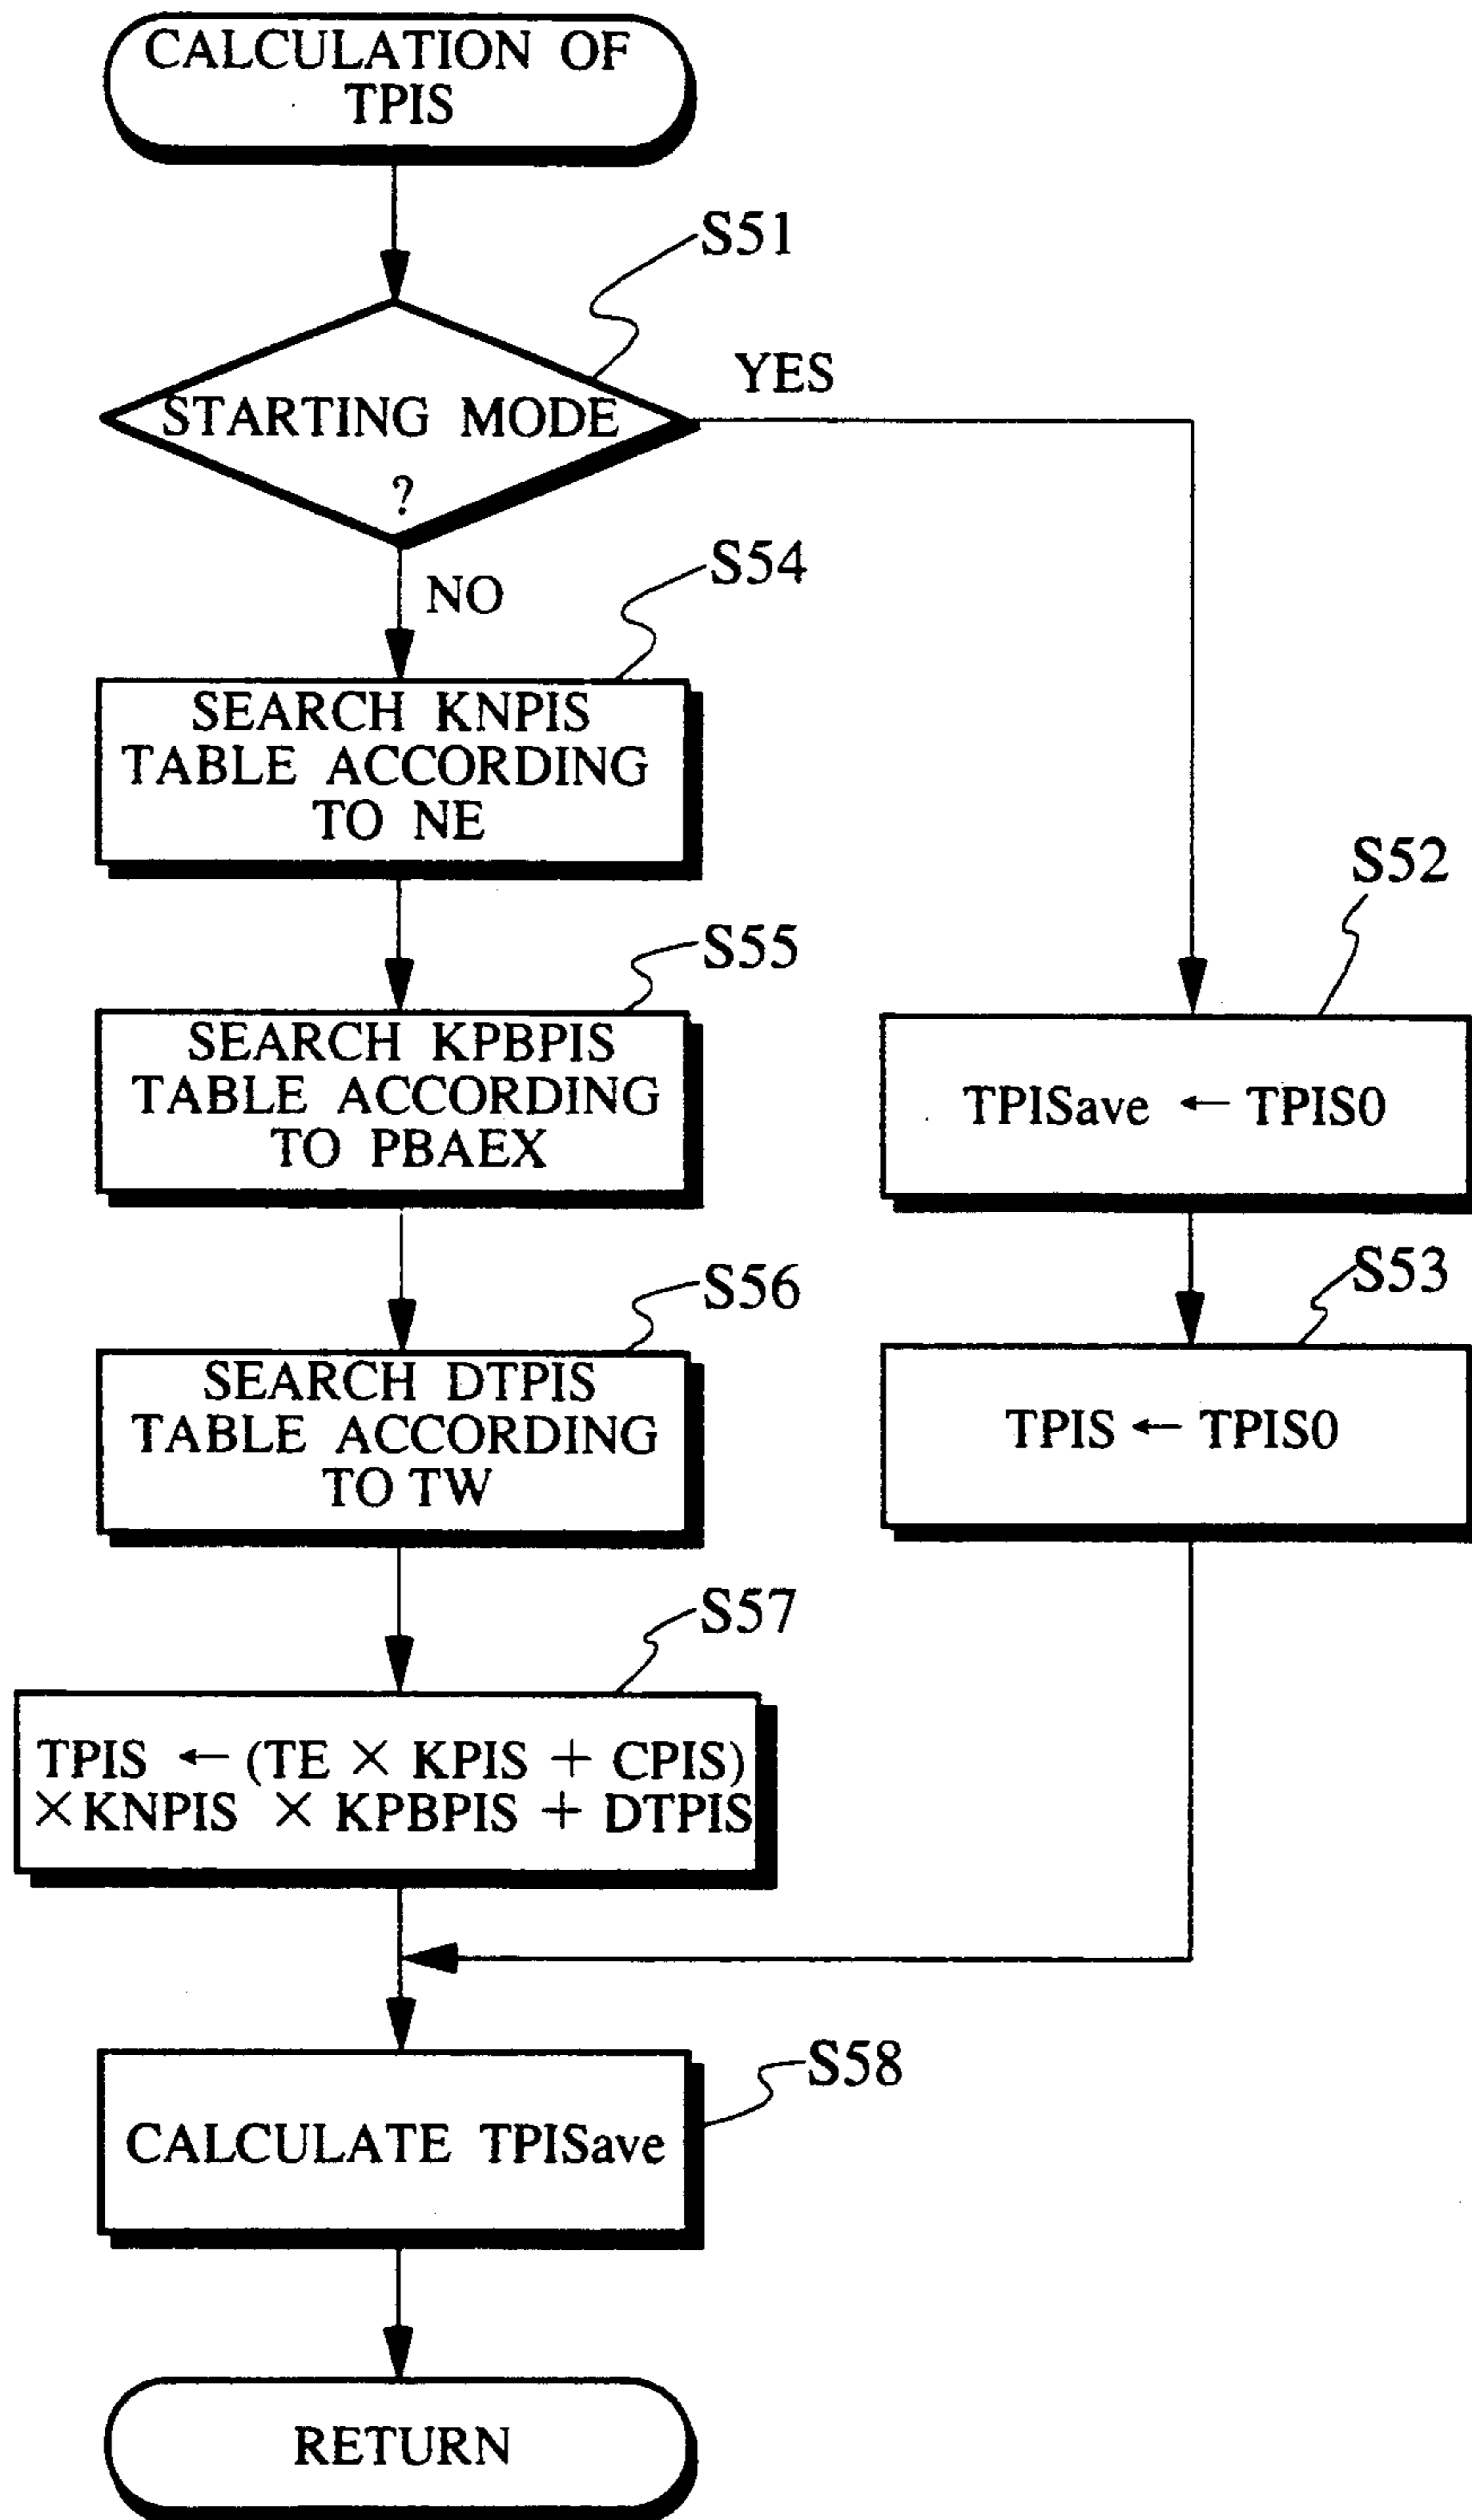 CALCULATION OF
TPIS
S51
YES
STARTING MODE
?
NO
S54
SEARCH KNPIS
TABLE ACCORDING
TO NE
S55
SEARCH KPBPIS
TABLE ACCORDING
TO PBAEX
S52
TPISave ← TPIS0
S56
SEARCH DTPIS
TABLE ACCORDING
TO TW
S53
TPIS ← TPIS0
S57
TPIS ← (TE × KPIS + CPIS)
× KNPIS × KPBPIS + DTPIS
S58
CALCULATE TPISave
RETURN